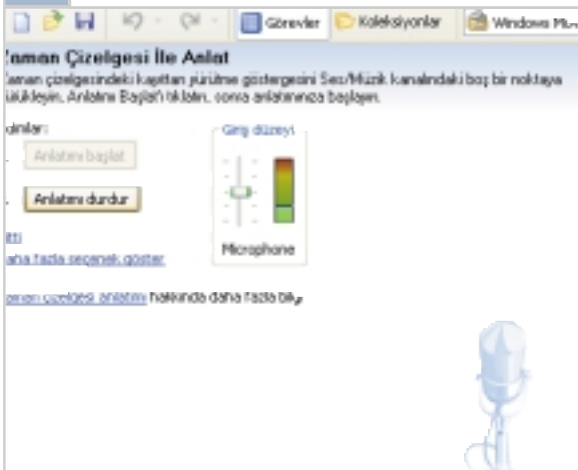 Görevler Koleksiyonlar Windows
Zaman Çizelgesi İle Anlat
Zaman çizelgesindeki kayıttan yürütme göstergesini Ses/Müzik kanalındaki boş bir noktaya
sürükleyin, Anlatımı Başlat'ı tıklatın, sonra anlatımınıza başlayın.
Giriş düzeyi
Anlatımı başlat
Anlatımı durdur
Microphone
daha fazla seçenek göster
zaman çizelgesi anlatımı hakkında daha fazla